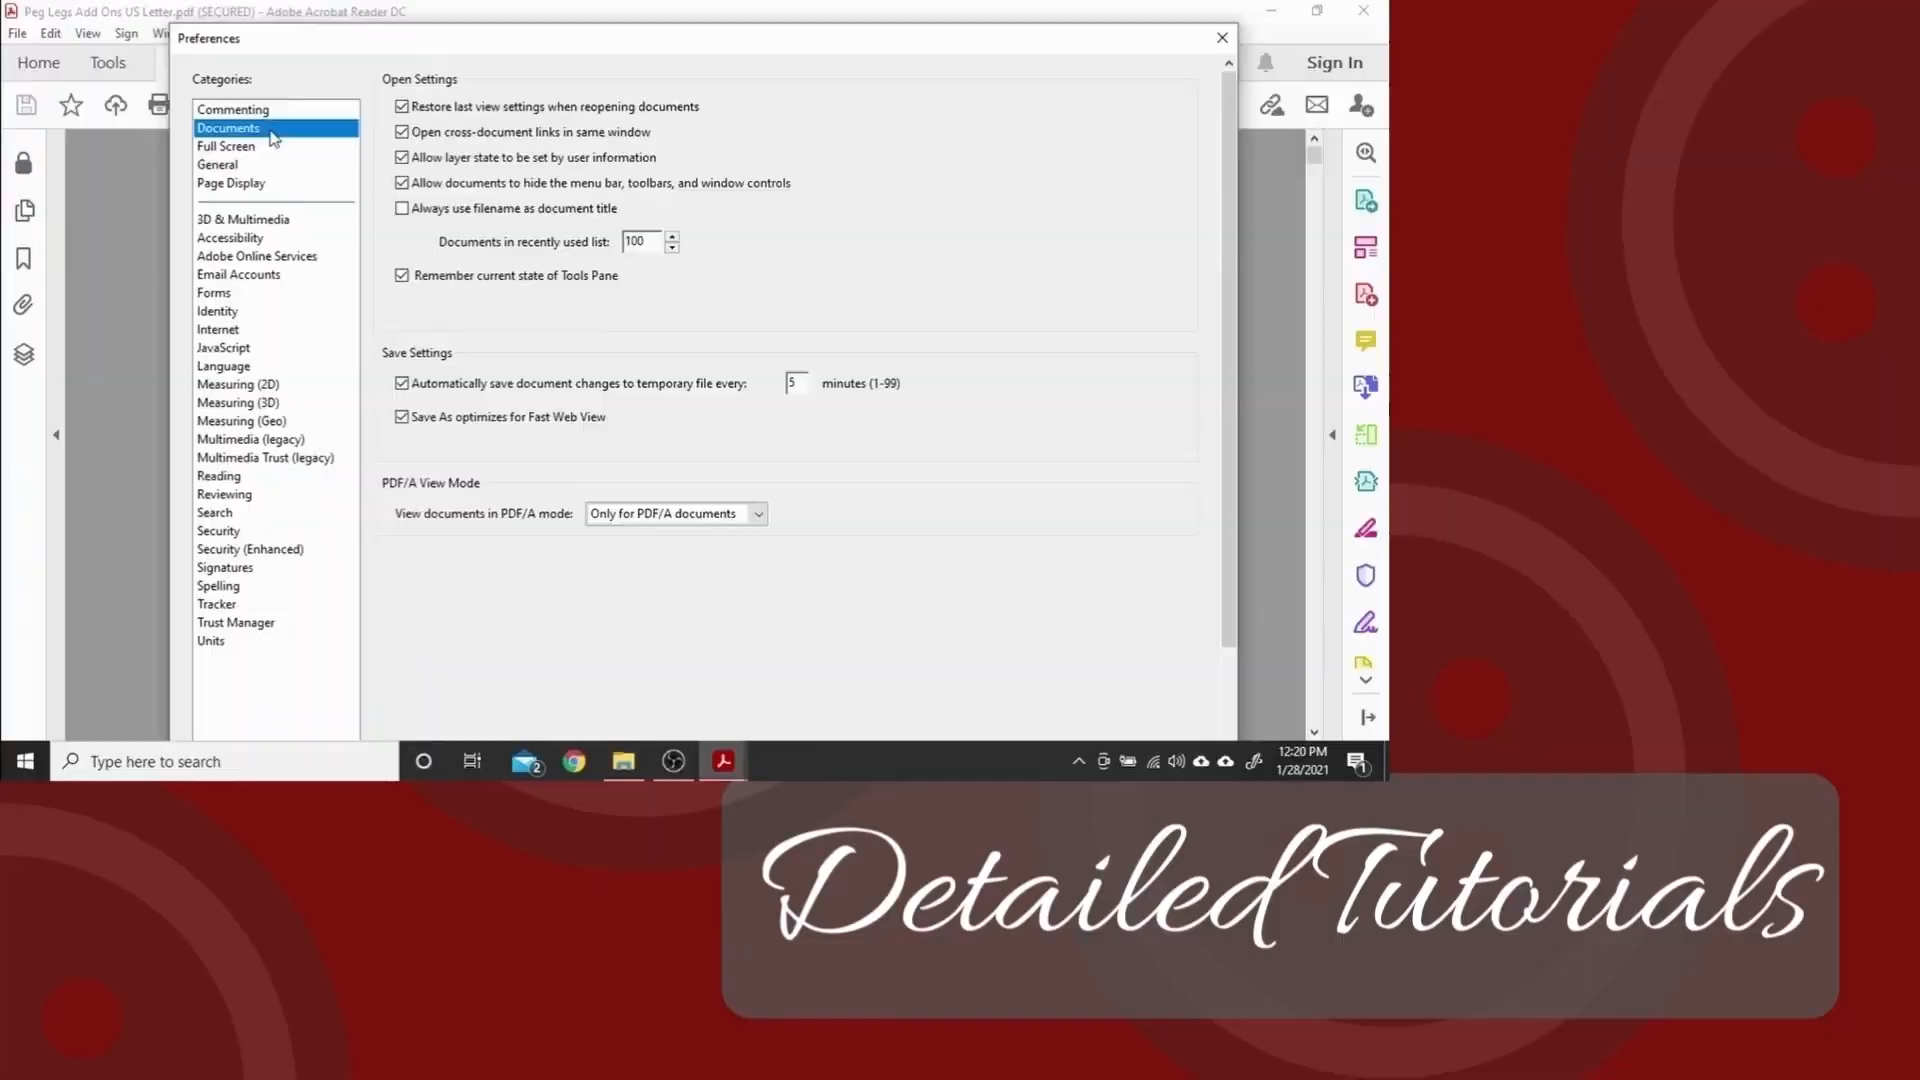 Peg Legs Add Ons US Letter.pdf (SECURED) - Adobe Acrobat Reader DC
File Edit View Sign
Preferences
Home Tools
Sign In
Categories:
Commenting
Documents
Full Screen
General
Page Display
3D & Multimedia
Accessibility
Adobe Online Services
Email Accounts
Forms
Identity
Internet
JavaScript
Language
Measuring (2D)
Measuring (3D)
Measuring (Geo)
Multimedia (legacy)
Multimedia Trust (legacy)
Reading
Reviewing
Search
Security
Security (Enhanced)
Signatures
Spelling
Tracker
Trust Manager
Units
Open Settings
Restore last view settings when reopening documents
Open cross-document links in same window
Allow layer state to be set by user information
Allow documents to hide the menu bar, toolbars, and window controls
Always use filename as document title
Documents in recently used list: 100
Remember current state of Tools Pane
Save Settings
Automatically save document changes to temporary file every: 5 minutes (1-99)
Save As optimizes for Fast Web View
PDF/A View Mode
View documents in PDF/A mode: Only for PDF/A documents
Type here to search
2
12:20 PM
1/28/2021
1
Detailed Tutorials